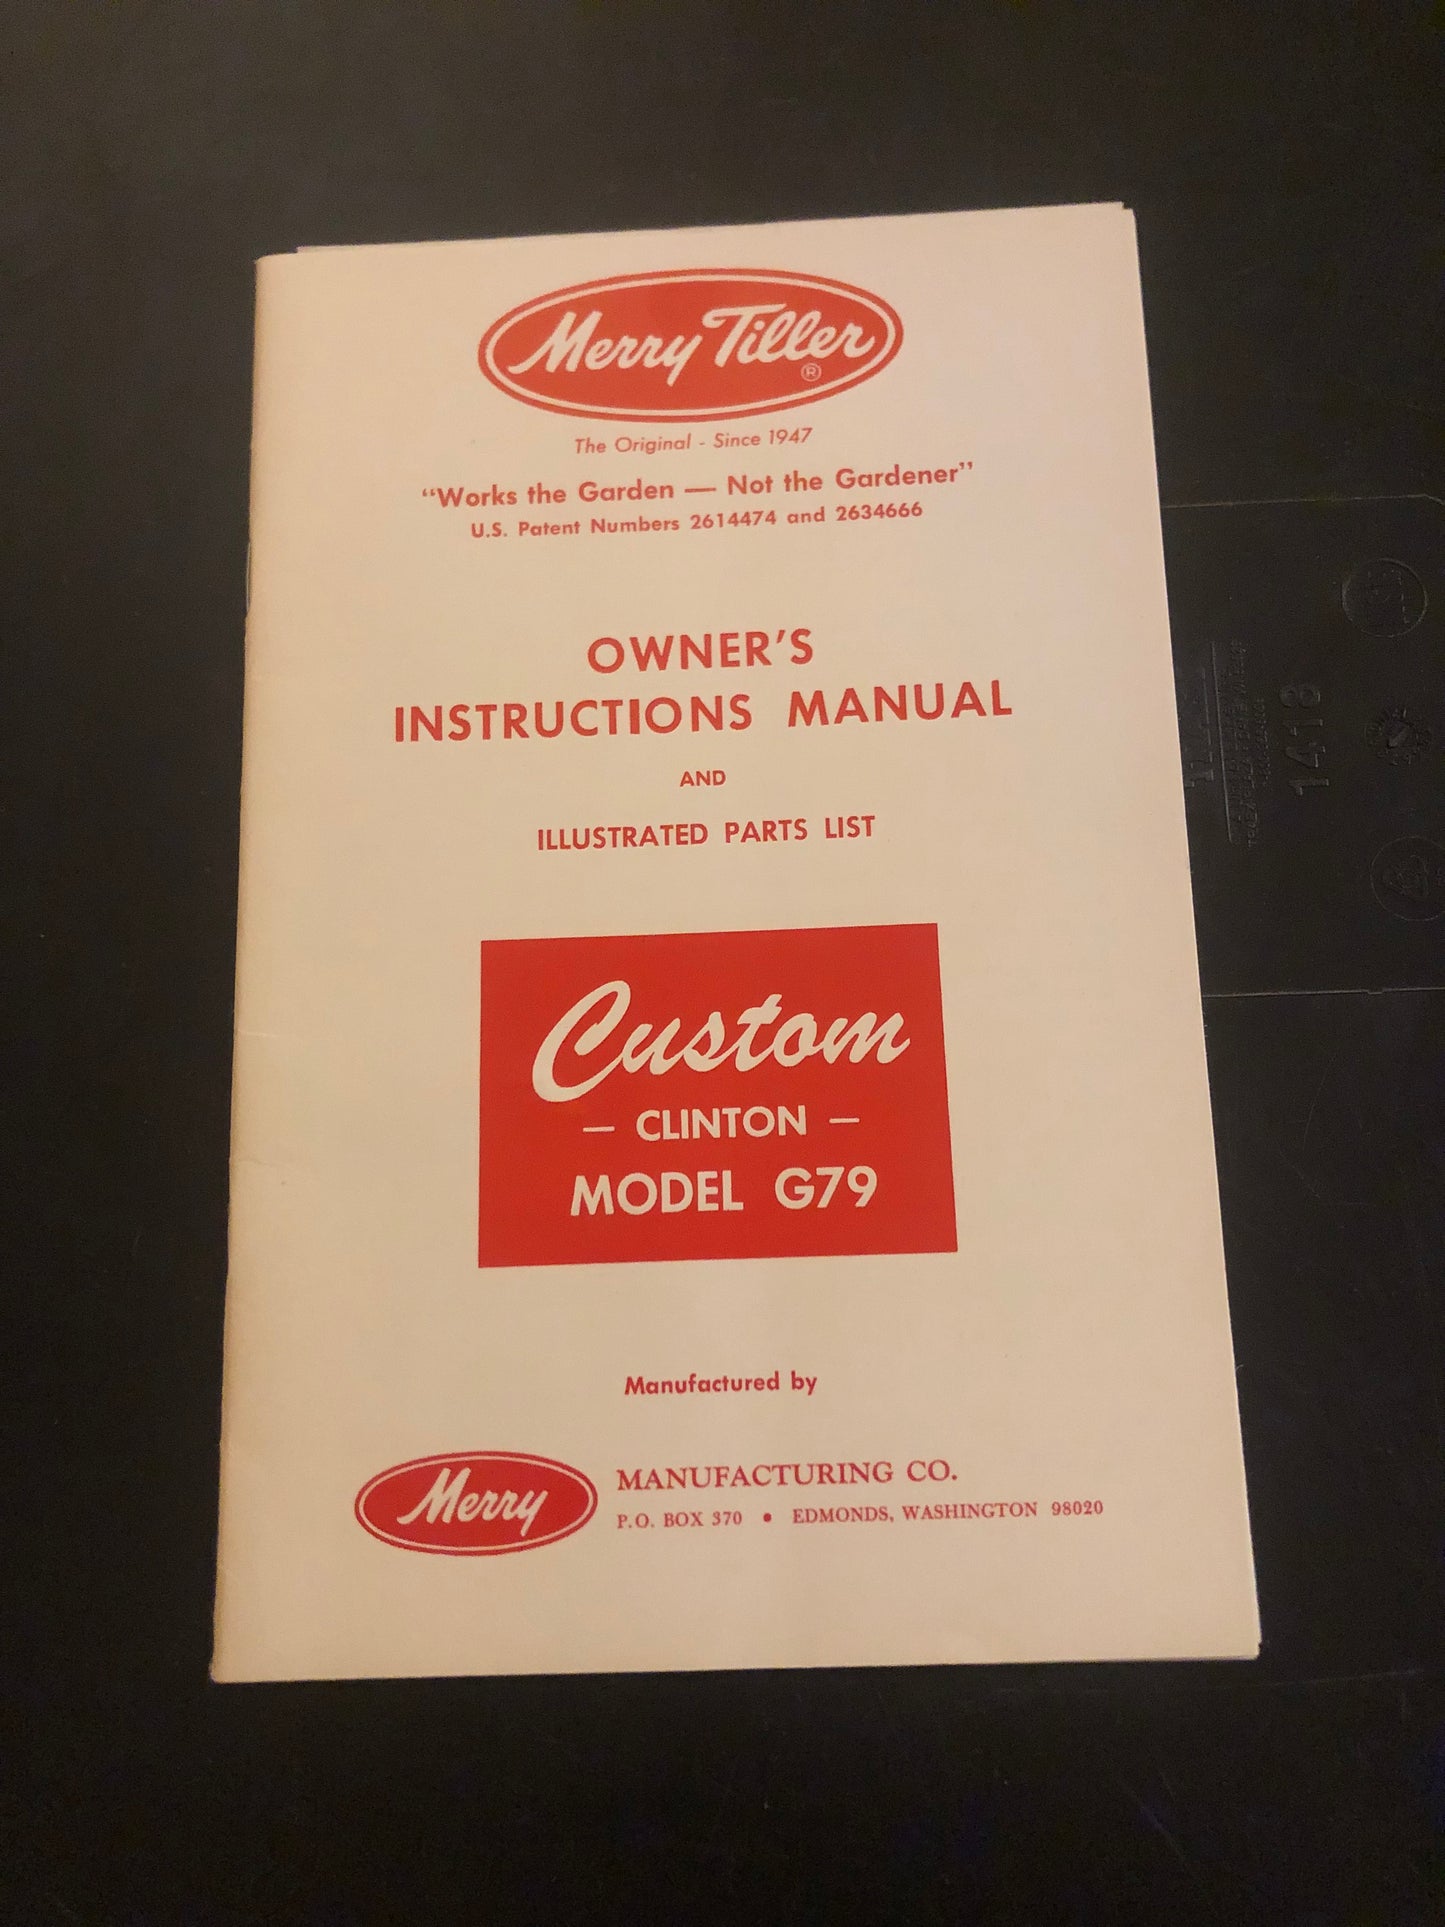 Merry Tiller
®
The Original - Since 1947
“Works the Garden — Not the Gardener”
U.S. Patent Numbers 2614474 and 2634666
OWNER’S
INSTRUCTIONS MANUAL
AND
ILLUSTRATED PARTS LIST
Custom
— CLINTON —
MODEL G79
Manufactured by
Merry
MANUFACTURING CO.
P.O. BOX 370 • EDMONDS, WASHINGTON 98020
1418